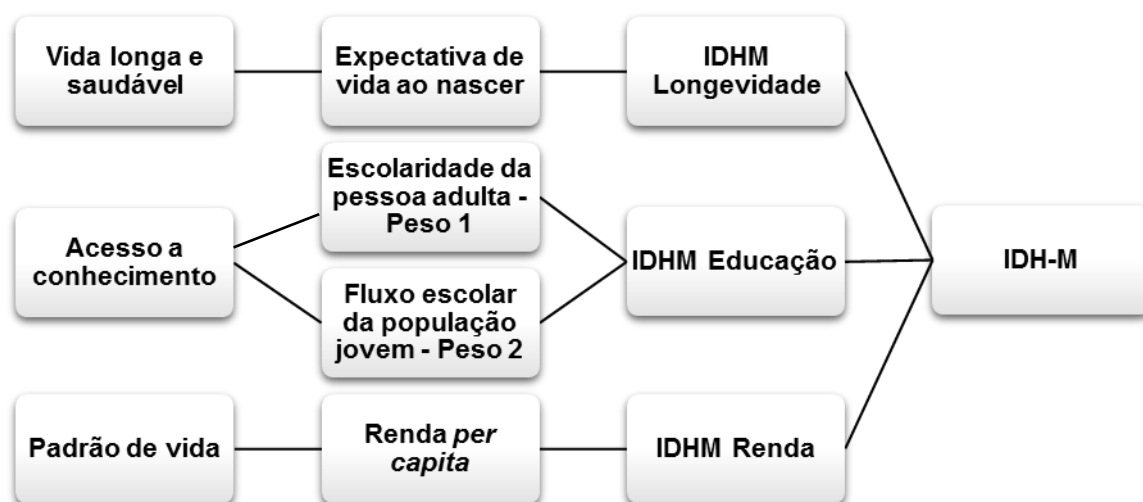 Vida longa e
saudável
Expectativa de
vida ao nascer
IDHM
Longevidade
Escolaridade da
pessoa adulta -
Peso 1
Acesso a
conhecimento
Fluxo escolar
da população
jovem - Peso 2
IDHM Educação
IDH-M
Padrão de vida
Renda per
capita
IDHM Renda